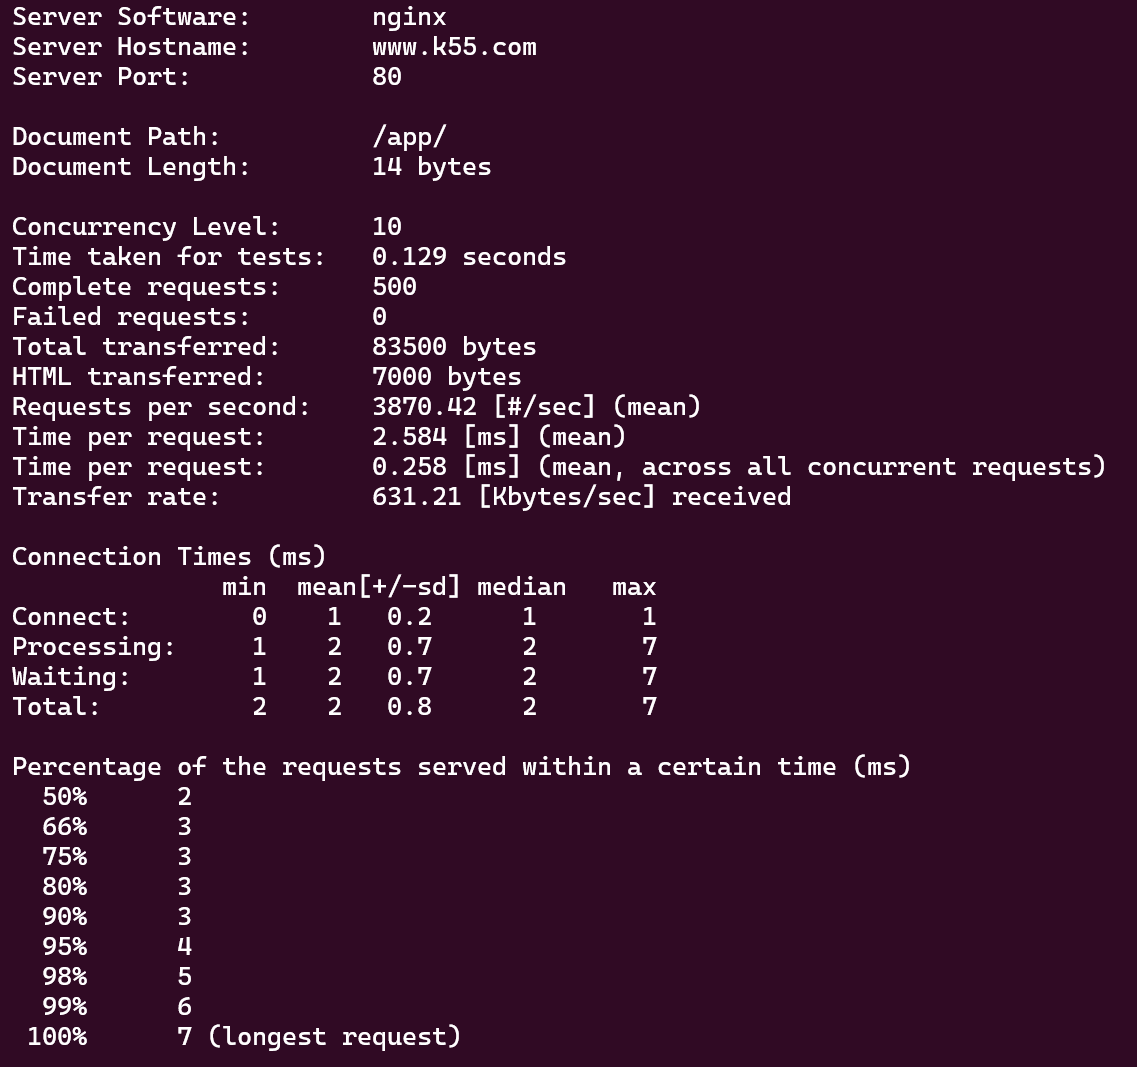 Server Software:        nginx
Server Hostname:        www.k55.com
Server Port:            80

Document Path:          /app/
Document Length:        14 bytes

Concurrency Level:      10
Time taken for tests:   0.129 seconds
Complete requests:      500
Failed requests:        0
Total transferred:      83500 bytes
HTML transferred:       7000 bytes
Requests per second:    3870.42 [#/sec] (mean)
Time per request:       2.584 [ms] (mean)
Time per request:       0.258 [ms] (mean, across all concurrent requests)
Transfer rate:          631.21 [Kbytes/sec] received

Connection Times (ms)
              min  mean[+/-sd] median   max
Connect:        0    1   0.2      1       1
Processing:     1    2   0.7      2       7
Waiting:        1    2   0.7      2       7
Total:          2    2   0.8      2       7

Percentage of the requests served within a certain time (ms)
  50%      2
  66%      3
  75%      3
  80%      3
  90%      3
  95%      4
  98%      5
  99%      6
 100%      7 (longest request)